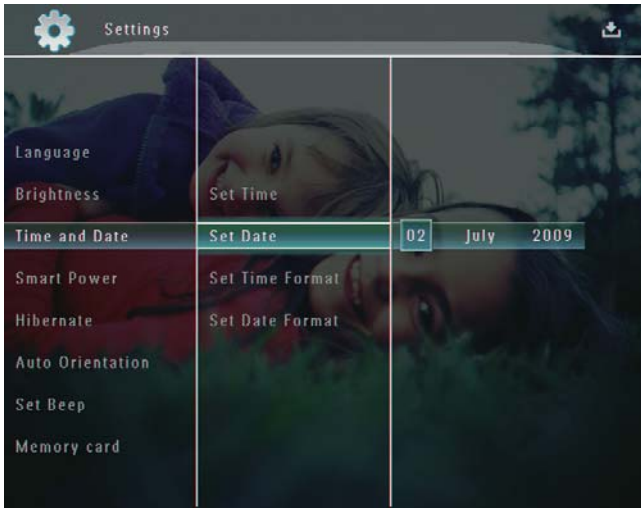 Settings
Language
Brightness
Time and Date
Smart Power
Hibernate
Auto Orientation
Set Beep
Memory card
Set Time
Set Date
Set Time Format
Set Date Format
02 July 2009